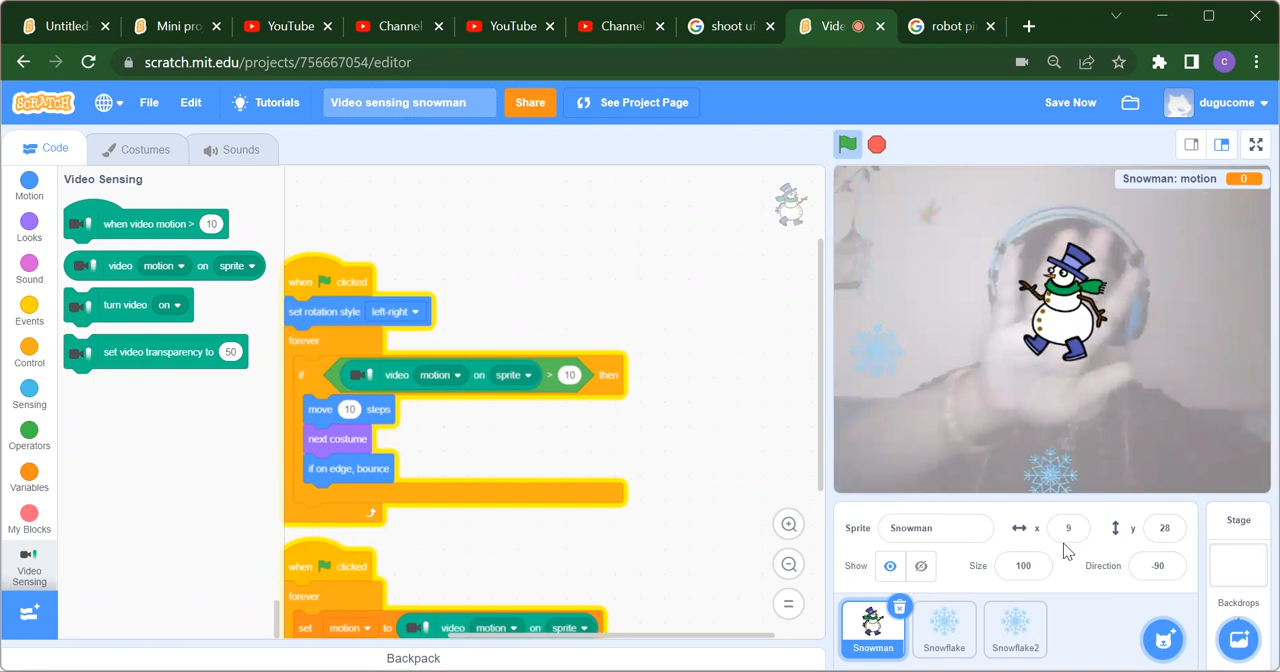 Untitled
Mini pro
YouTube
Channel
YouTube
Channel
shoot uf
Vide
robot pi
scratch.mit.edu/projects/756667054/editor
C
SCRATCH
File
Edit
Tutorials
Video sensing snowman
Share
See Project Page
Save Now
dugucome
Code
Costumes
Sounds
Motion
Looks
Sound
Events
Control
Sensing
Operators
Variables
My Blocks
Video
Sensing
Video Sensing
when video motion > 10
video motion on sprite
turn video on
set video transparency to 50
when clicked
set rotation style left-right
forever
if video motion on sprite > 10 then
move 10 steps
next costume
if on edge, bounce
when clicked
forever
set motion to video motion on sprite
Snowman: motion 0
Sprite Snowman x 9 y 28
Show Size 100 Direction -90
Snowman
Snowflake
Snowflake2
Stage
Backdrops
Backpack